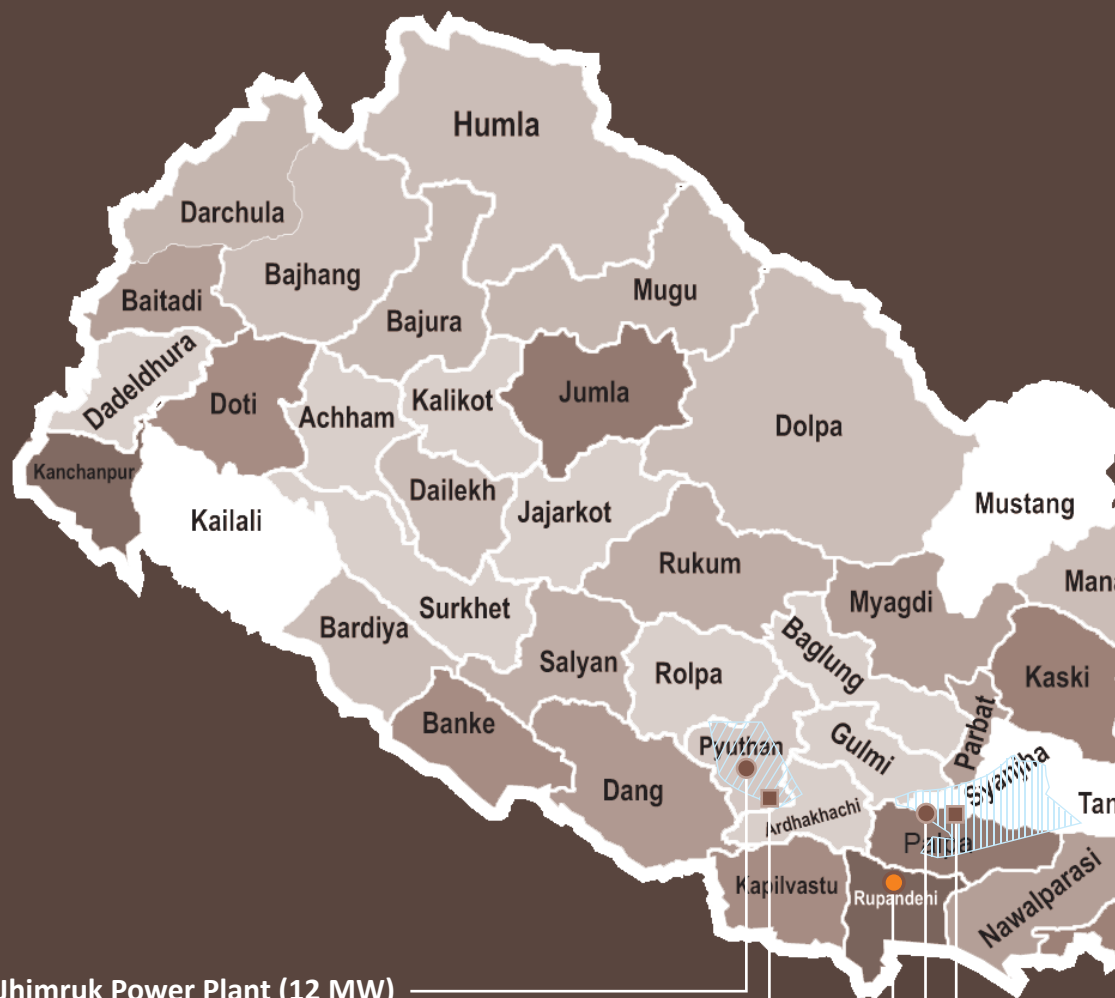 Humla
Darchula
Bajhang
Mugu
Baitadi
Bajura
Dadeldhura
Doti
Achham
Kalikot
Jumla
Dolpa
Kanchanpur
Kailali
Dailekh
Jajarkot
Mustang
Rukum
Myagdi
Surkhet
Bardiya
Baglung
Salyan
Rolpa
Kaski
Banke
Pyuthan
Gulmi
Parbat
Syanjha
Dang
Ardhakhachi
Palpa
Kapilvastu
Rupandehi
Nawalparasi
Jhimruk Power Plant (12 MW)